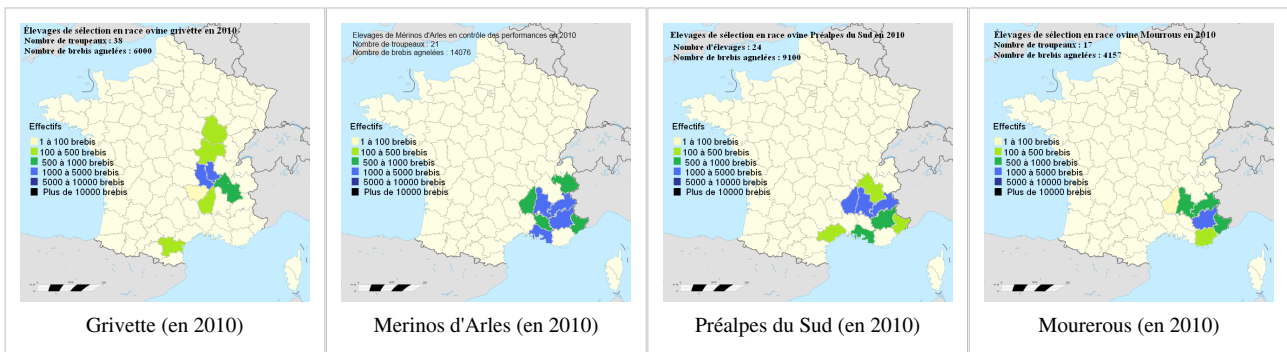 Élevages de sélection en race ovine grivette en 2010
Nombre de troupeaux : 38
Nombre de brebis agnelées : 6000
Effectifs
1 à 100 brebis
100 à 500 brebis
500 à 1000 brebis
1000 à 5000 brebis
5000 à 10000 brebis
Plus de 10000 brebis
Grivette (en 2010)
Elevages de Mérinos d'Arles en contrôle des performances en 2010
Nombre de troupeaux : 21
Nombre de brebis agnelées : 14076
Effectifs
1 à 100 brebis
100 à 500 brebis
500 à 1000 brebis
1000 à 5000 brebis
5000 à 10000 brebis
Plus de 10000 brebis
Merinos d'Arles (en 2010)
Elevages de sélection en race ovine Préalpes du Sud en 2010
Nombre d'élevages : 24
Nombre de brebis agnelées : 9100
Effectifs
1 à 100 brebis
100 à 500 brebis
500 à 1000 brebis
1000 à 5000 brebis
5000 à 10000 brebis
Plus de 10000 brebis
Préalpes du Sud (en 2010)
Élevages de sélection en race ovine Mourrous en 2010
Nombre de troupeaux : 17
Nombre de brebis agnelées : 4157
Effectifs
1 à 100 brebis
100 à 500 brebis
500 à 1000 brebis
1000 à 5000 brebis
5000 à 10000 brebis
Plus de 10000 brebis
Mourerous (en 2010)